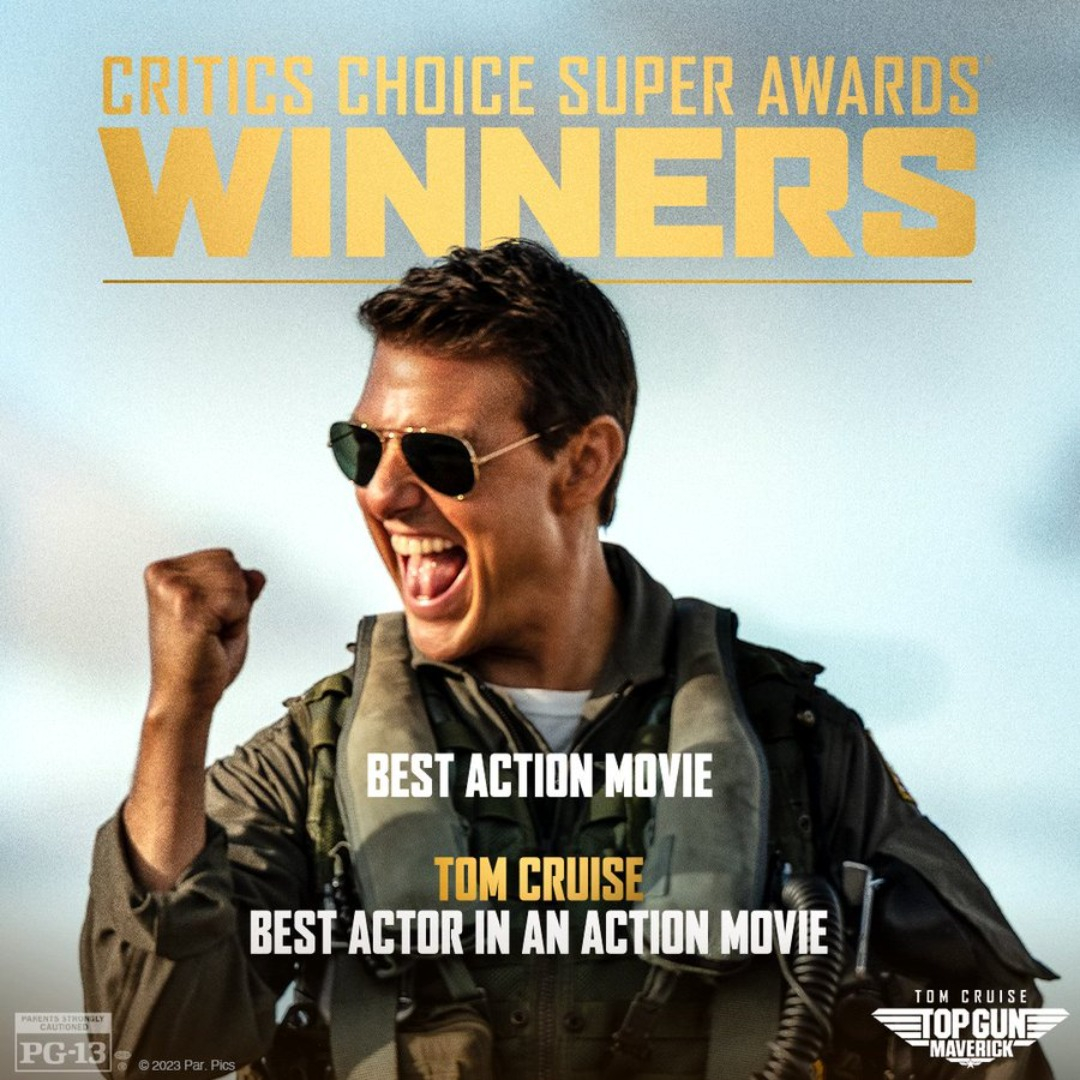 CRITICS CHOICE SUPER AWARDS
WINNERS
BEST ACTION MOVIE
TOM CRUISE
BEST ACTOR IN AN ACTION MOVIE
TOM CRUISE
TOP GUN
MAVERICK
PARENTS STRONGLY CAUTIONED
PG-13
® © 2023 Par. Pics